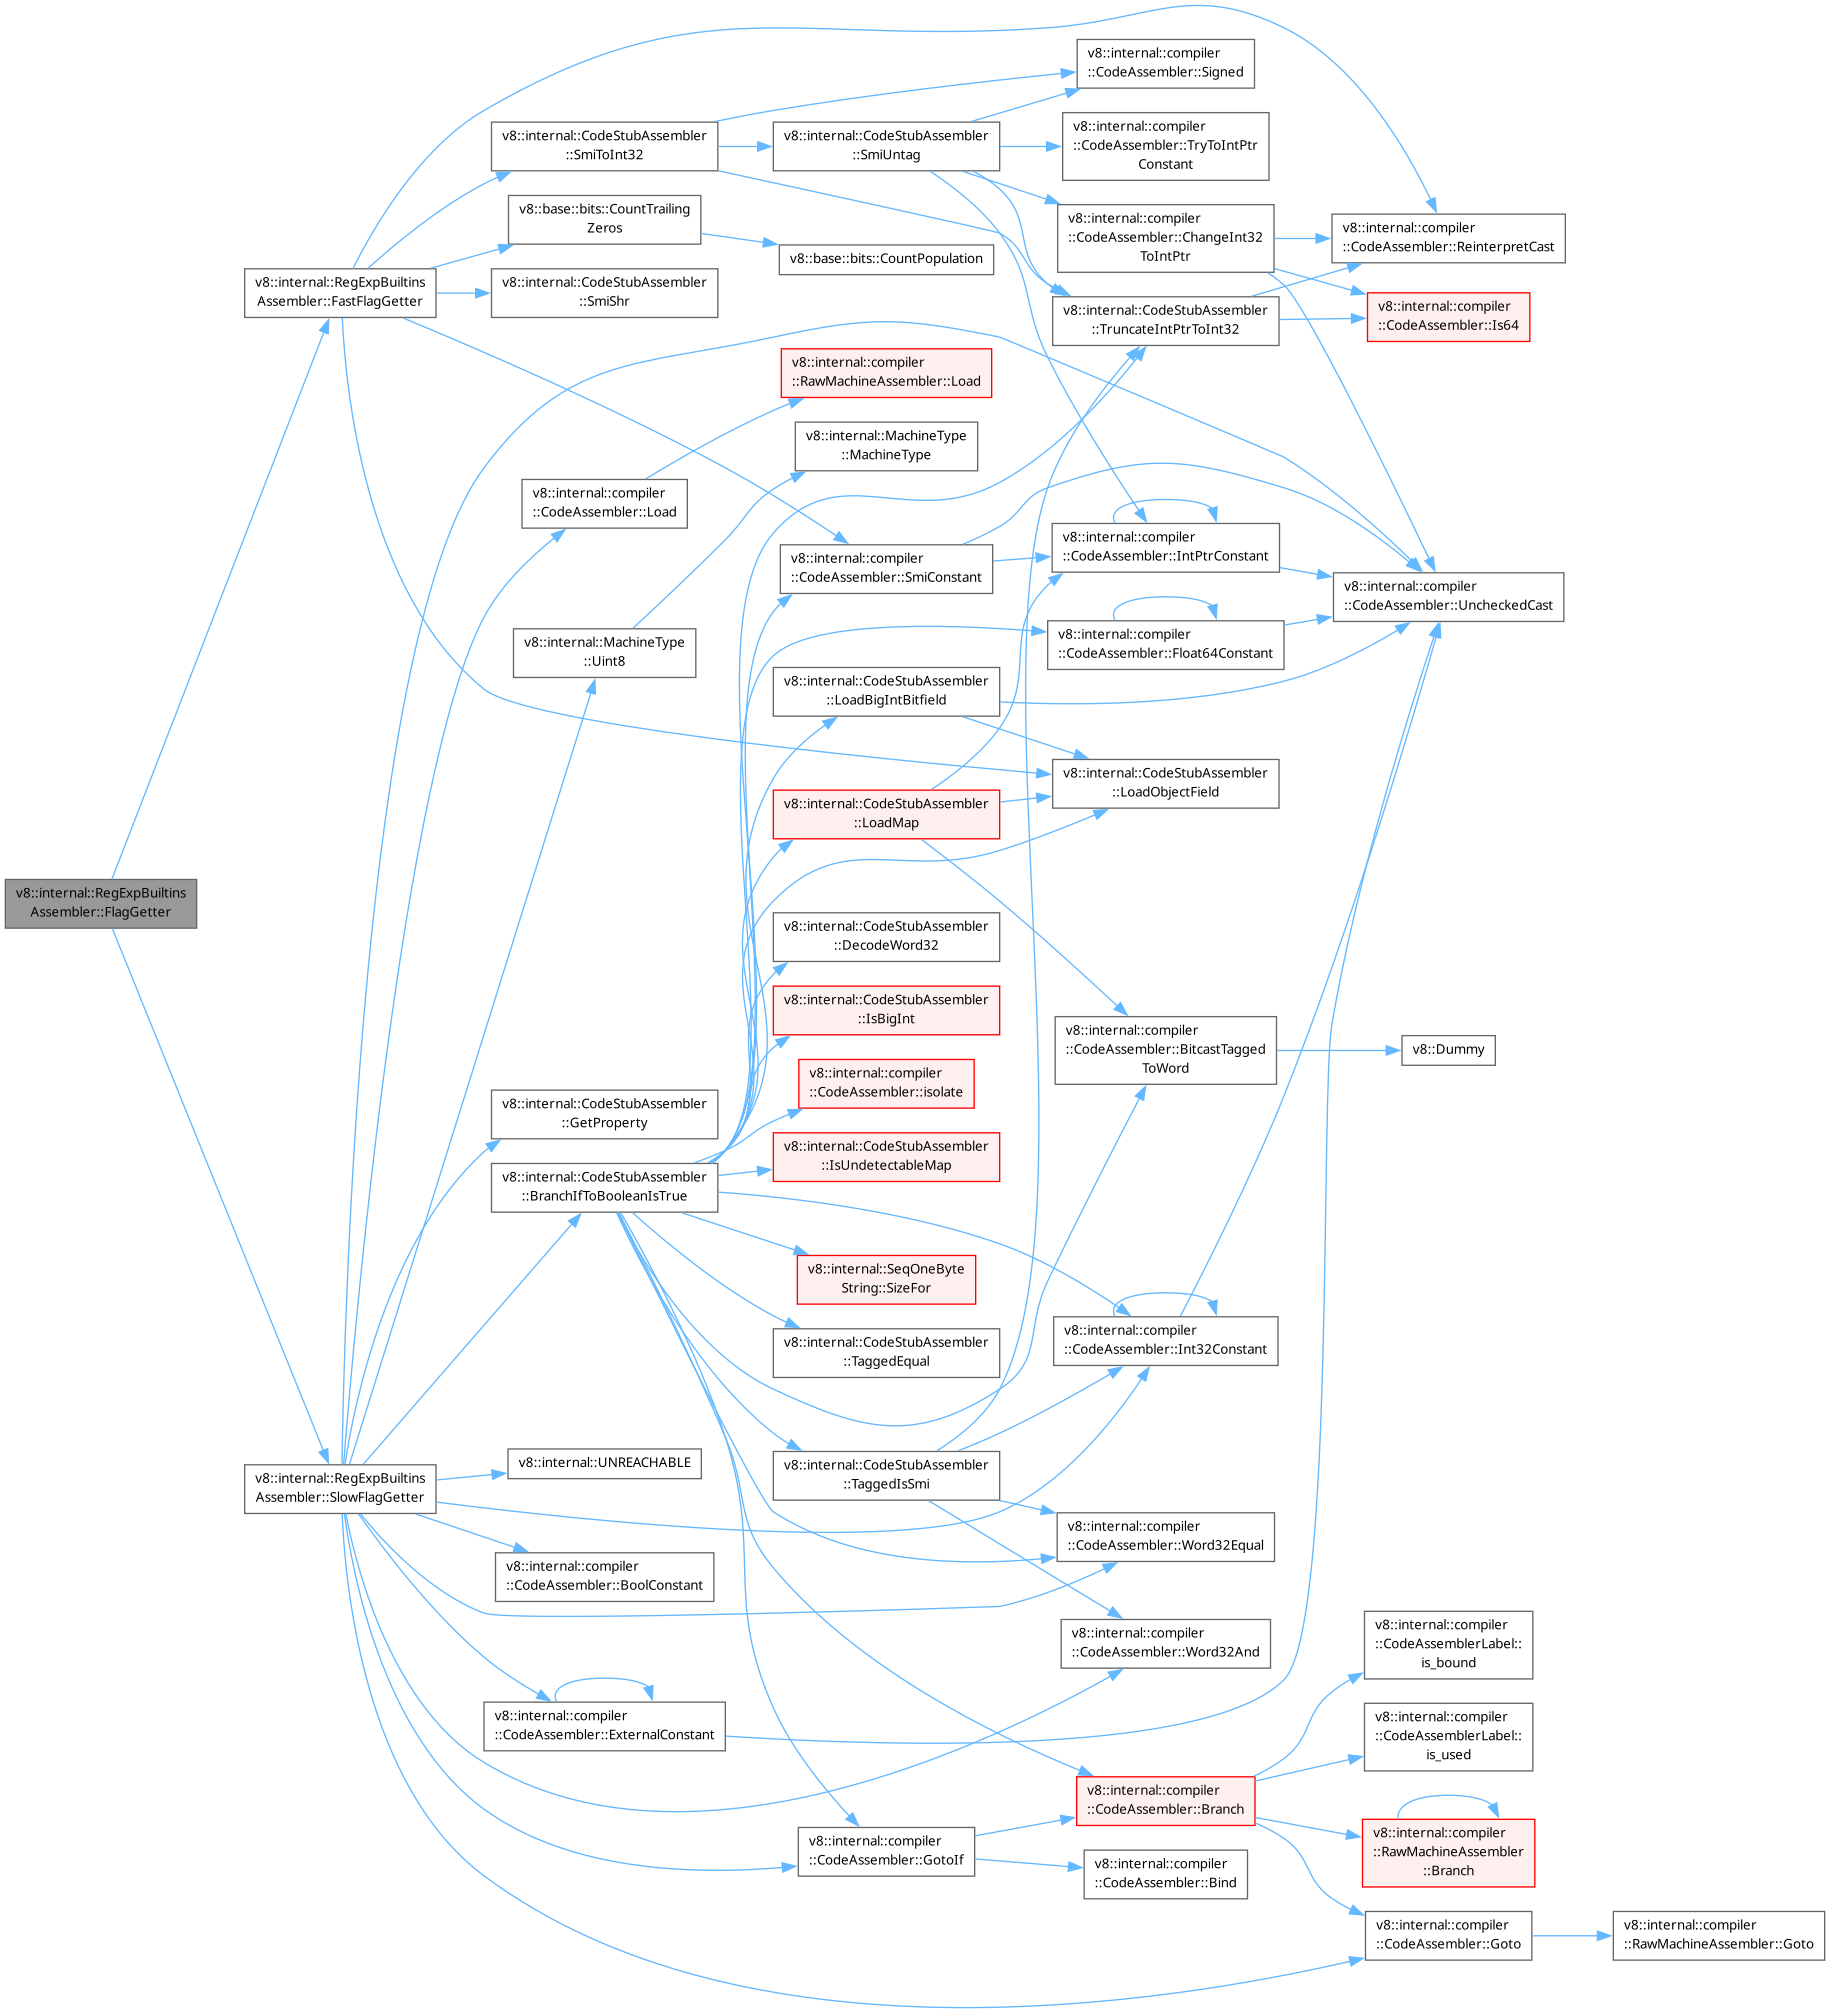 v8::internal::RegExpBuiltins
Assembler::FlagGetter
v8::internal::RegExpBuiltins
Assembler::FastFlagGetter
v8::internal::RegExpBuiltins
Assembler::SlowFlagGetter
v8::internal::CodeStubAssembler
::SmiToInt32
v8::base::bits::CountTrailing
Zeros
v8::internal::CodeStubAssembler
::SmiShr
v8::internal::compiler
::CodeAssembler::Load
v8::internal::MachineType
::Uint8
v8::internal::CodeStubAssembler
::GetProperty
v8::internal::CodeStubAssembler
::BranchIfToBooleanIsTrue
v8::internal::UNREACHABLE
v8::internal::compiler
::CodeAssembler::BoolConstant
v8::internal::compiler
::CodeAssembler::ExternalConstant
v8::internal::CodeStubAssembler
::SmiUntag
v8::base::bits::CountPopulation
v8::internal::compiler
::RawMachineAssembler::Load
v8::internal::MachineType
::MachineType
v8::internal::compiler
::CodeAssembler::SmiConstant
v8::internal::CodeStubAssembler
::LoadBigIntBitfield
v8::internal::CodeStubAssembler
::LoadMap
v8::internal::CodeStubAssembler
::DecodeWord32
v8::internal::CodeStubAssembler
::IsBigInt
v8::internal::compiler
::CodeAssembler::isolate
v8::internal::CodeStubAssembler
::IsUndetectableMap
v8::internal::SeqOneByte
String::SizeFor
v8::internal::CodeStubAssembler
::TaggedEqual
v8::internal::CodeStubAssembler
::TaggedIsSmi
v8::internal::compiler
::CodeAssembler::GotoIf
v8::internal::compiler
::CodeAssembler::Signed
v8::internal::compiler
::CodeAssembler::TryToIntPtr
Constant
v8::internal::compiler
::CodeAssembler::ChangeInt32
ToIntPtr
v8::internal::CodeStubAssembler
::TruncateIntPtrToInt32
v8::internal::compiler
::CodeAssembler::IntPtrConstant
v8::internal::compiler
::CodeAssembler::Float64Constant
v8::internal::CodeStubAssembler
::LoadObjectField
v8::internal::compiler
::CodeAssembler::BitcastTagged
ToWord
v8::internal::compiler
::CodeAssembler::Int32Constant
v8::internal::compiler
::CodeAssembler::Word32Equal
v8::internal::compiler
::CodeAssembler::Word32And
v8::internal::compiler
::CodeAssembler::Branch
v8::internal::compiler
::CodeAssembler::Bind
v8::internal::compiler
::CodeAssembler::ReinterpretCast
v8::internal::compiler
::CodeAssembler::Is64
v8::internal::compiler
::CodeAssembler::UncheckedCast
v8::Dummy
v8::internal::compiler
::CodeAssemblerLabel::
is_bound
v8::internal::compiler
::CodeAssemblerLabel::
is_used
v8::internal::compiler
::RawMachineAssembler
::Branch
v8::internal::compiler
::CodeAssembler::Goto
v8::internal::compiler
::RawMachineAssembler::Goto